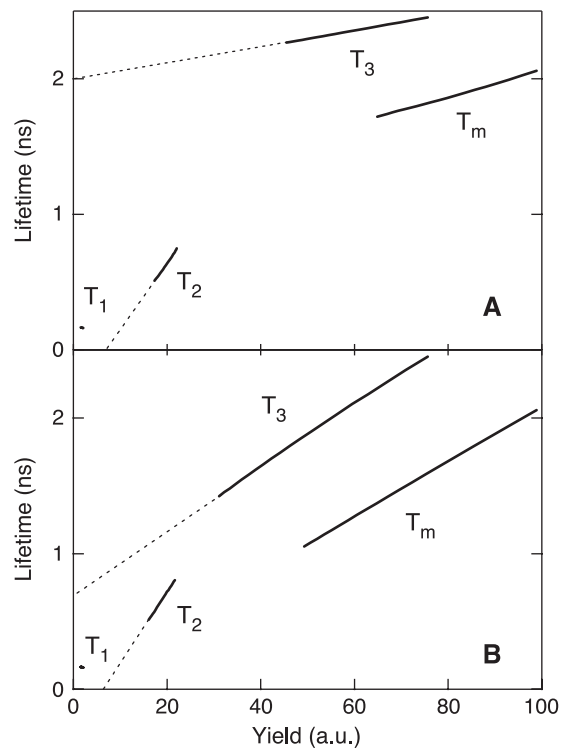 Lifetime (ns)
2
1
0
T3
Tm
T2
T1
A
Lifetime (ns)
2
1
0
T3
Tm
T2
T1
B
0 20 40 60 80 100
Yield (a.u.)